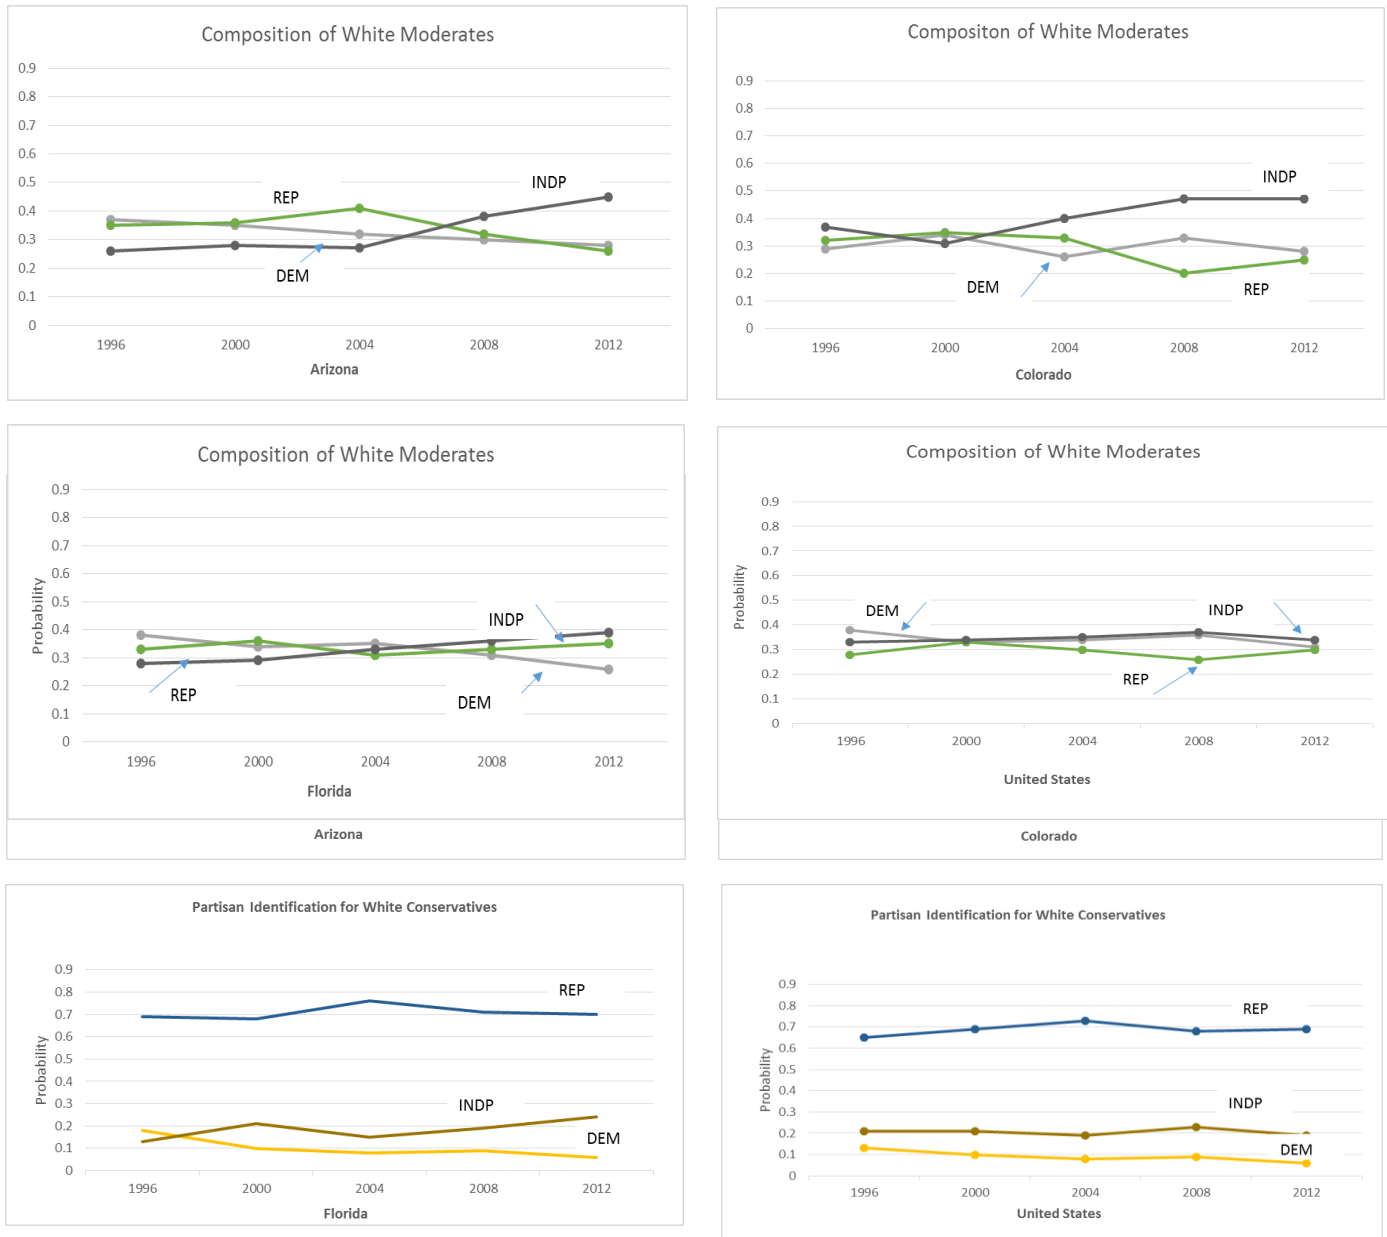 Composition of White Moderates
0.9
0.8
0.7
0.6
0.5
0.4
0.3
0.2
0.1
0
REP
INDP
DEM
1996 2000 2004 2008 2012
Arizona
Compositon of White Moderates
0.9
0.8
0.7
0.6
0.5
0.4
0.3
0.2
0.1
0
INDP
DEM
REP
1996 2000 2004 2008 2012
Colorado
Composition of White Moderates
Probability
0.9
0.8
0.7
0.6
0.5
0.4
0.3
0.2
0.1
0
INDP
REP
DEM
1996 2000 2004 2008 2012
Florida
Arizona
Composition of White Moderates
Probability
0.9
0.8
0.7
0.6
0.5
0.4
0.3
0.2
0.1
0
DEM
INDP
REP
1996 2000 2004 2008 2012
United States
Colorado
Partisan Identification for White Conservatives
Probability
0.9
0.8
0.7
0.6
0.5
0.4
0.3
0.2
0.1
0
REP
INDP
DEM
1996 2000 2004 2008 2012
Florida
Partisan Identification for White Conservatives
Probability
0.9
0.8
0.7
0.6
0.5
0.4
0.3
0.2
0.1
0
REP
INDP
DEM
1996 2000 2004 2008 2012
United States